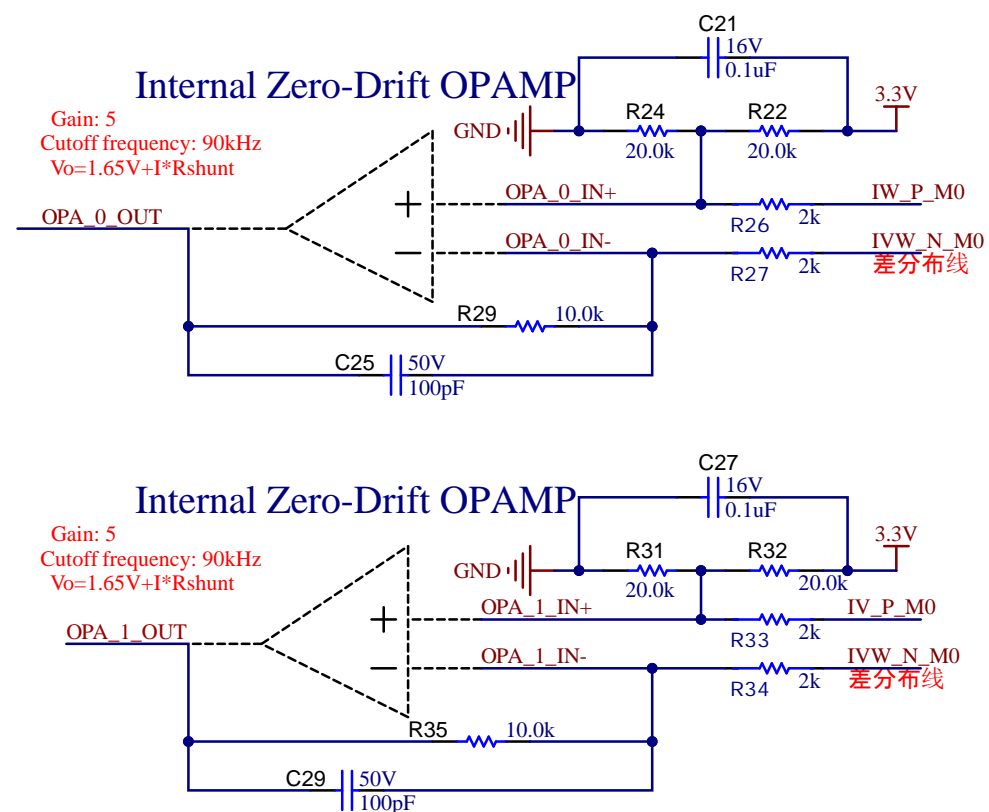 C21
16V
0.1uF
Internal Zero-Drift OPAMP
3.3V
Gain: 5
Cutoff frequency: 90kHz
Vo=1.65V+I*Rshunt
GND
R24
20.0k
R22
20.0k
+
OPA_0_IN+
R26
2k
IW_P_M0
OPA_0_OUT
−
OPA_0_IN-
R27
2k
IVW_N_M0
差分布线
R29
10.0k
C25
50V
100pF
C27
16V
0.1uF
Internal Zero-Drift OPAMP
3.3V
Gain: 5
Cutoff frequency: 90kHz
Vo=1.65V+I*Rshunt
GND
R31
20.0k
R32
20.0k
+
OPA_1_IN+
R33
2k
IV_P_M0
OPA_1_OUT
−
OPA_1_IN-
R34
2k
IVW_N_M0
差分布线
R35
10.0k
C29
50V
100pF